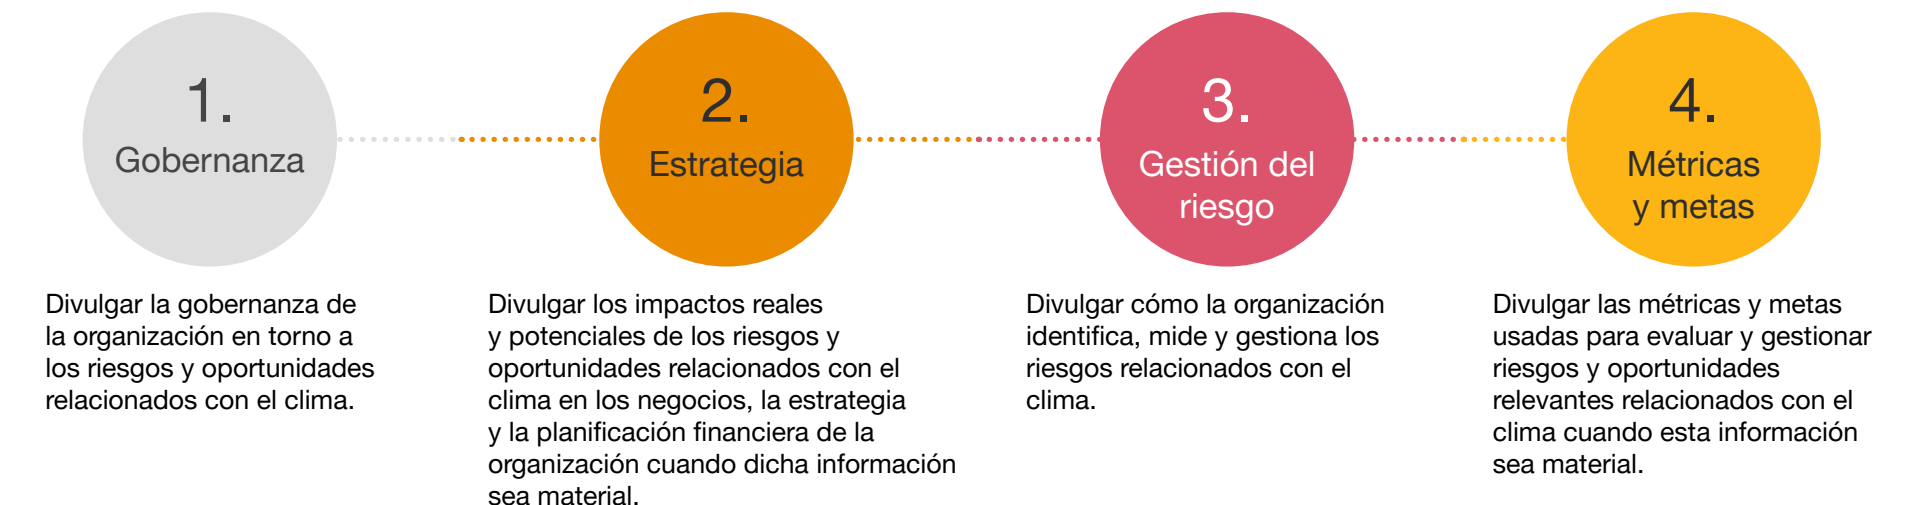 1.
Gobernanza
Divulgar la gobernanza de
la organización en torno a
los riesgos y oportunidades
relacionados con el clima.
2.
Estrategia
Divulgar los impactos reales
y potenciales de los riesgos y
oportunidades relacionados con el
clima en los negocios, la estrategia
y la planificación financiera de la
organización cuando dicha información
sea material.
3.
Gestión del
riesgo
Divulgar cómo la organización
identifica, mide y gestiona los
riesgos relacionados con el
clima.
4.
Métricas
y metas
Divulgar las métricas y metas
usadas para evaluar y gestionar
riesgos y oportunidades
relevantes relacionados con el
clima cuando esta información
sea material.